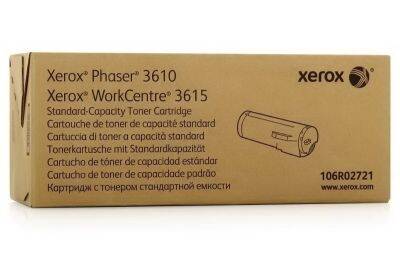 Xerox® Phaser® 3610
Xerox® WorkCentre® 3615
xerox
Standard-Capacity Toner Cartridge
Cartouche de toner de capacité standard
Cartuccia di toner a capacità standard
Cartucho de tóner de capacidad estándar
Tonerkartusche mit Standardkapazität
Cartucho de toner de capacidade padrão
Картридж с тонером стандартной емкости
106R02721
www.xerox.com